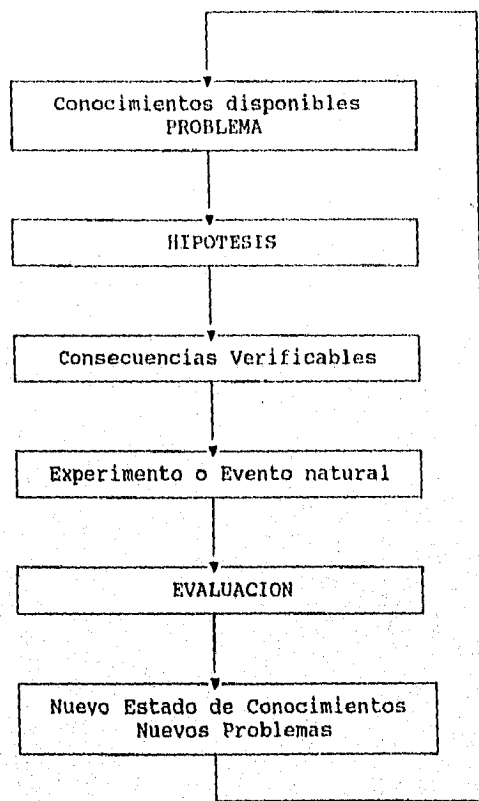 Conocimientos disponibles
PROBLEMA
HIPOTESIS
Consecuencias Verificables
Experimento o Evento natural
EVALUACION
Nuevo Estado de Conocimientos
Nuevos Problemas